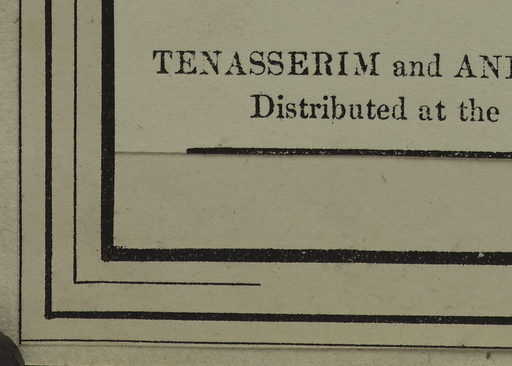 TENASSERIM and
Distributed at the